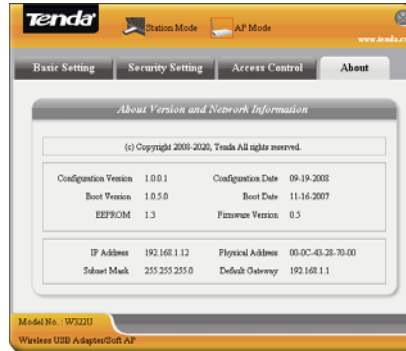 Tenda
Station Mode AP Mode
Basic Setting Security Setting Access Control About
About Version and Network Information
(c) Copyright 2008-2020, Tenda All rights reserved.
Configuration Version 1.0.0.1 Configuration Date 09-19-2008
Boot Version 1.0.5.0 Boot Date 11-16-2007
EEPROM 1.3 Firmware Version 0.5
IP Address 192.168.1.12 Physical Address 00-0C-43-28-70-00
Subnet Mask 255.255.255.0 Default Gateway 192.168.1.1
Model No. : W322U
Wireless USB Adapter/Soft AP